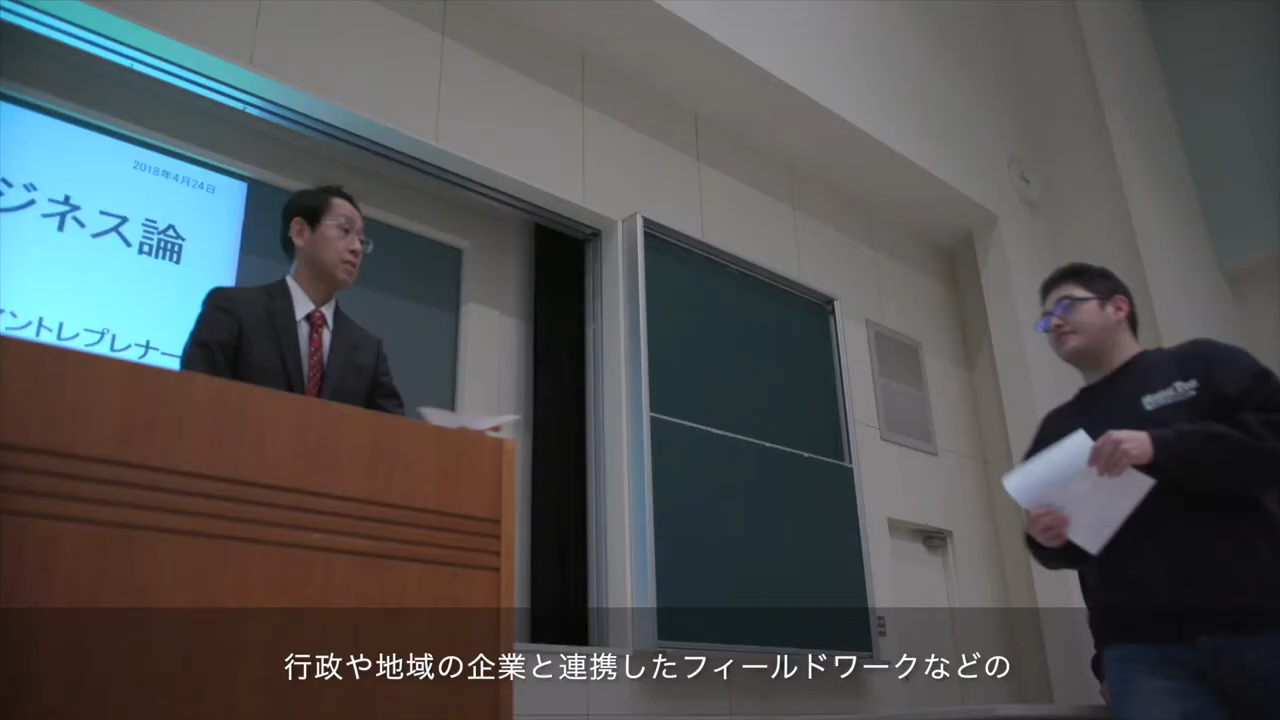 2018年4月24日
ジネス論
ントレプレナー
行政や地域の企業と連携したフィールドワークなどの